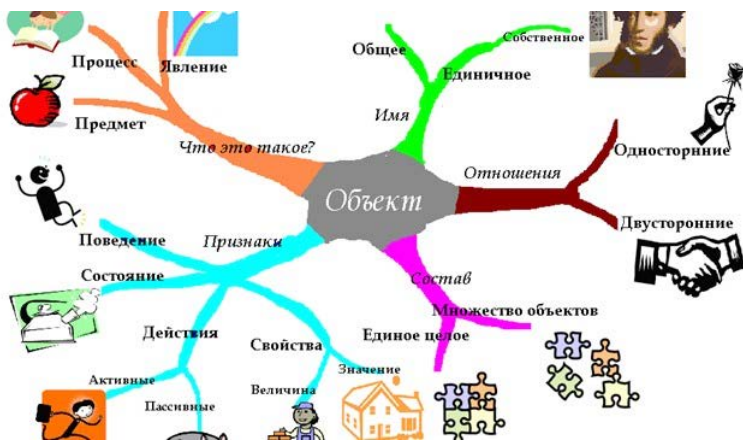 Процесс
Явление
Предмет
Что это такое?
Общее
Собственное
Единичное
Имя
Отношения
Односторнние
Двусторонние
Объект
Признаки
Поведение
Состояние
Действия
Активные
Пассивные
Свойства
Величина
Значение
Состав
Множество объектов
Единое целое